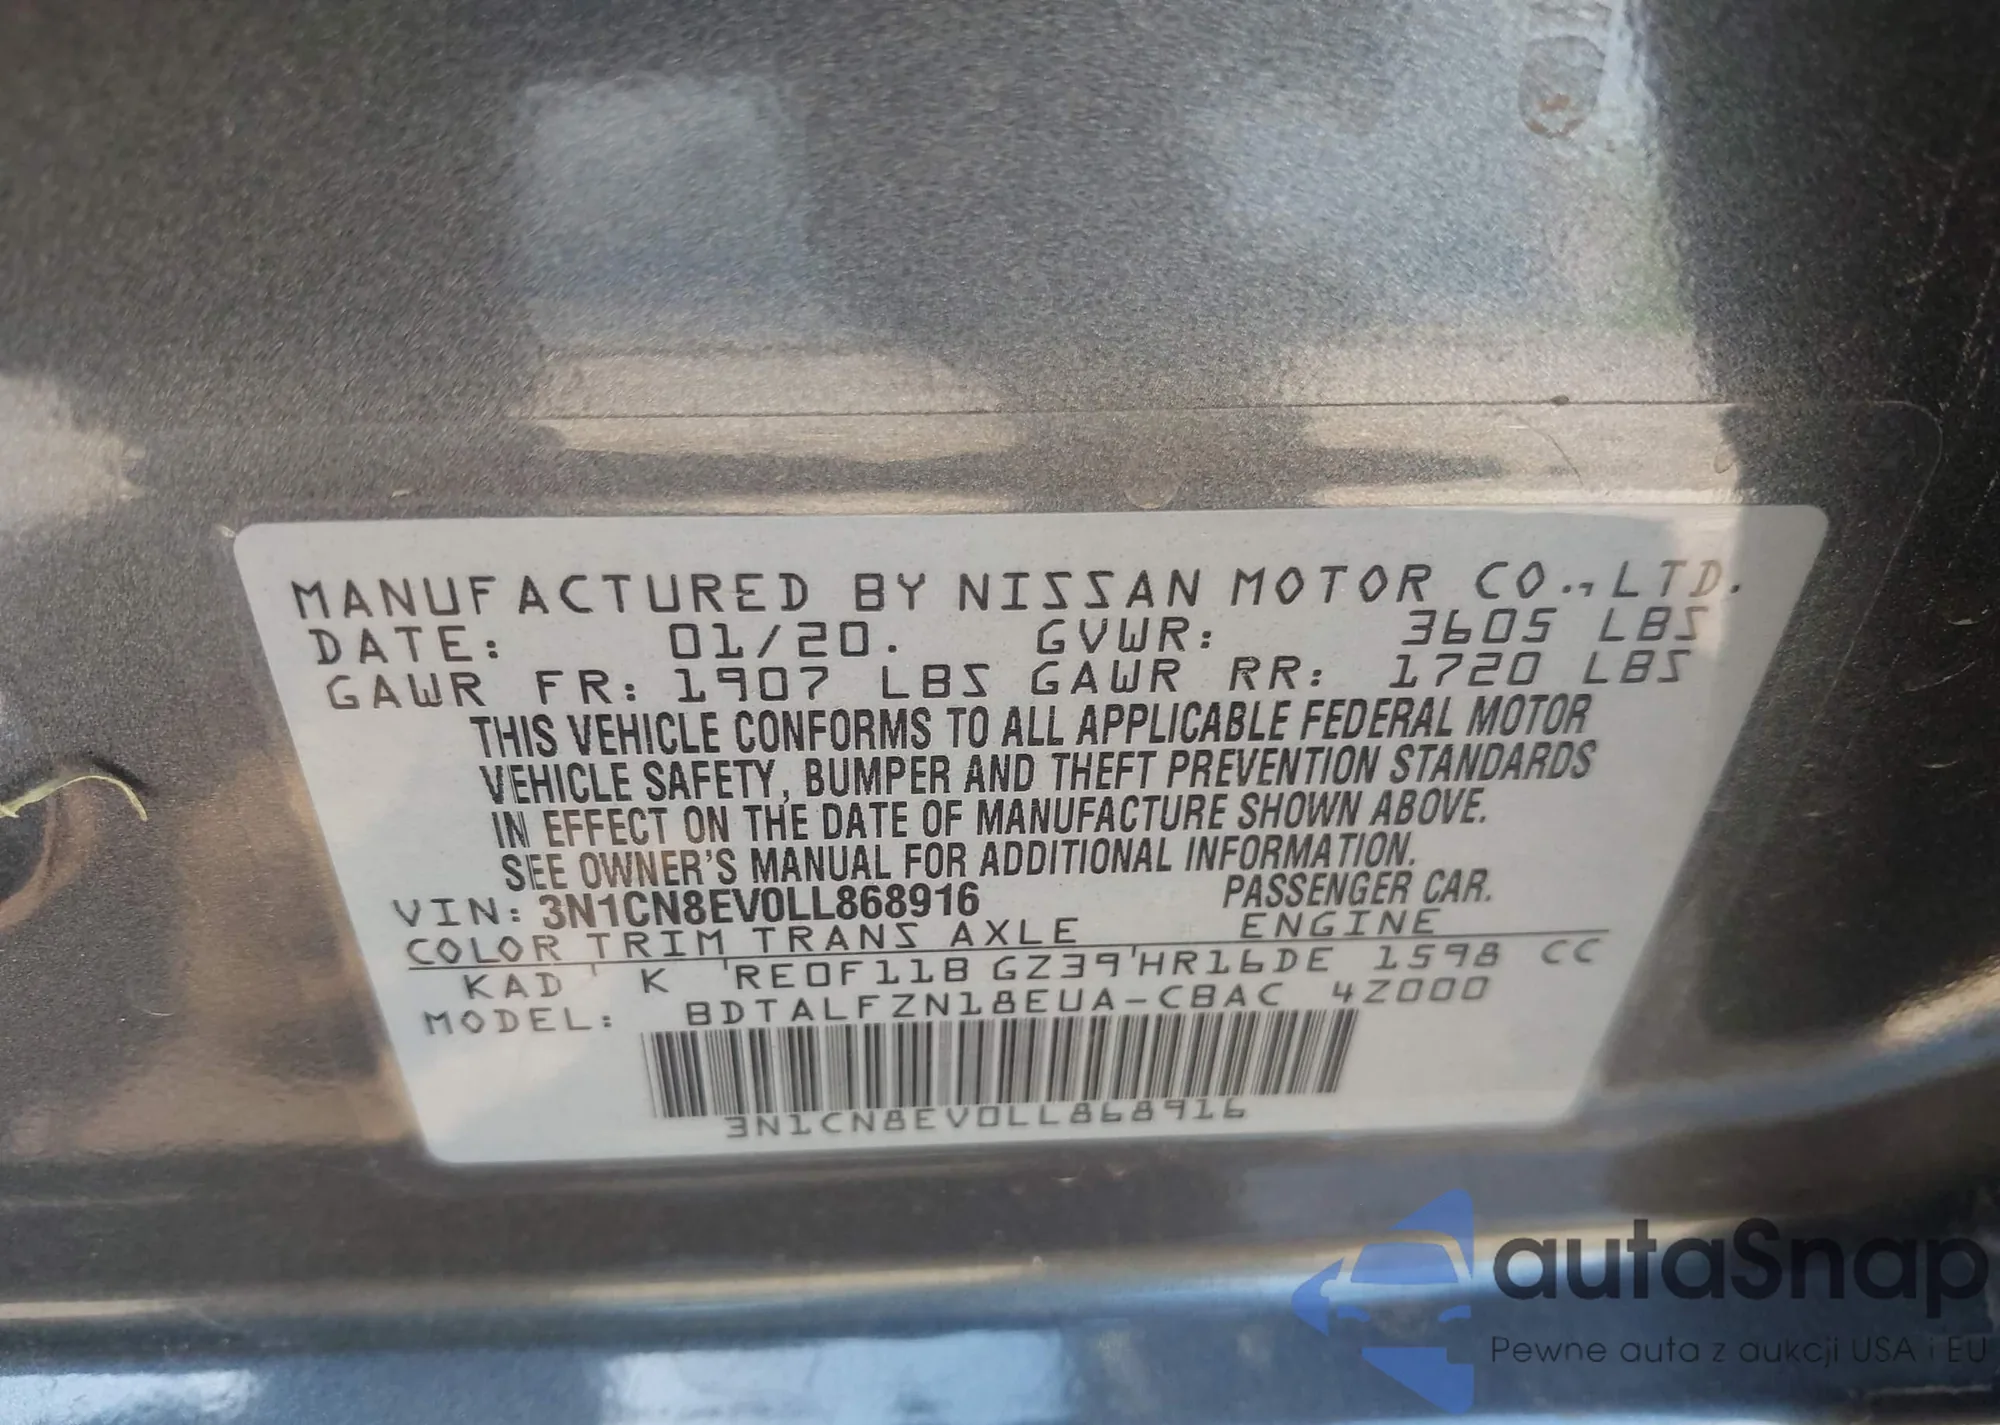 MANUFACTURED BY NISSAN MOTOR CO., LTD.
DATE: 01/20. GVWR: 3605 LBS
GAWR FR: 1907 LBS GAWR RR: 1720 LBS
THIS VEHICLE CONFORMS TO ALL APPLICABLE FEDERAL MOTOR
VEHICLE SAFETY, BUMPER AND THEFT PREVENTION STANDARDS
IN EFFECT ON THE DATE OF MANUFACTURE SHOWN ABOVE.
SEE OWNER'S MANUAL FOR ADDITIONAL INFORMATION.
VIN: 3N1CN8EV0LL868916 PASSENGER CAR.
COLOR TRIM TRANS AXLE ENGINE
KAD ' K 'RE0F11B GZ39'HR16DE 1598 CC
MODEL: BDTALFZN18EUA-CBAC 4Z000
3N1CN8EV0LL868916
autaSnap
Pewne auta z aukcji USA i EU